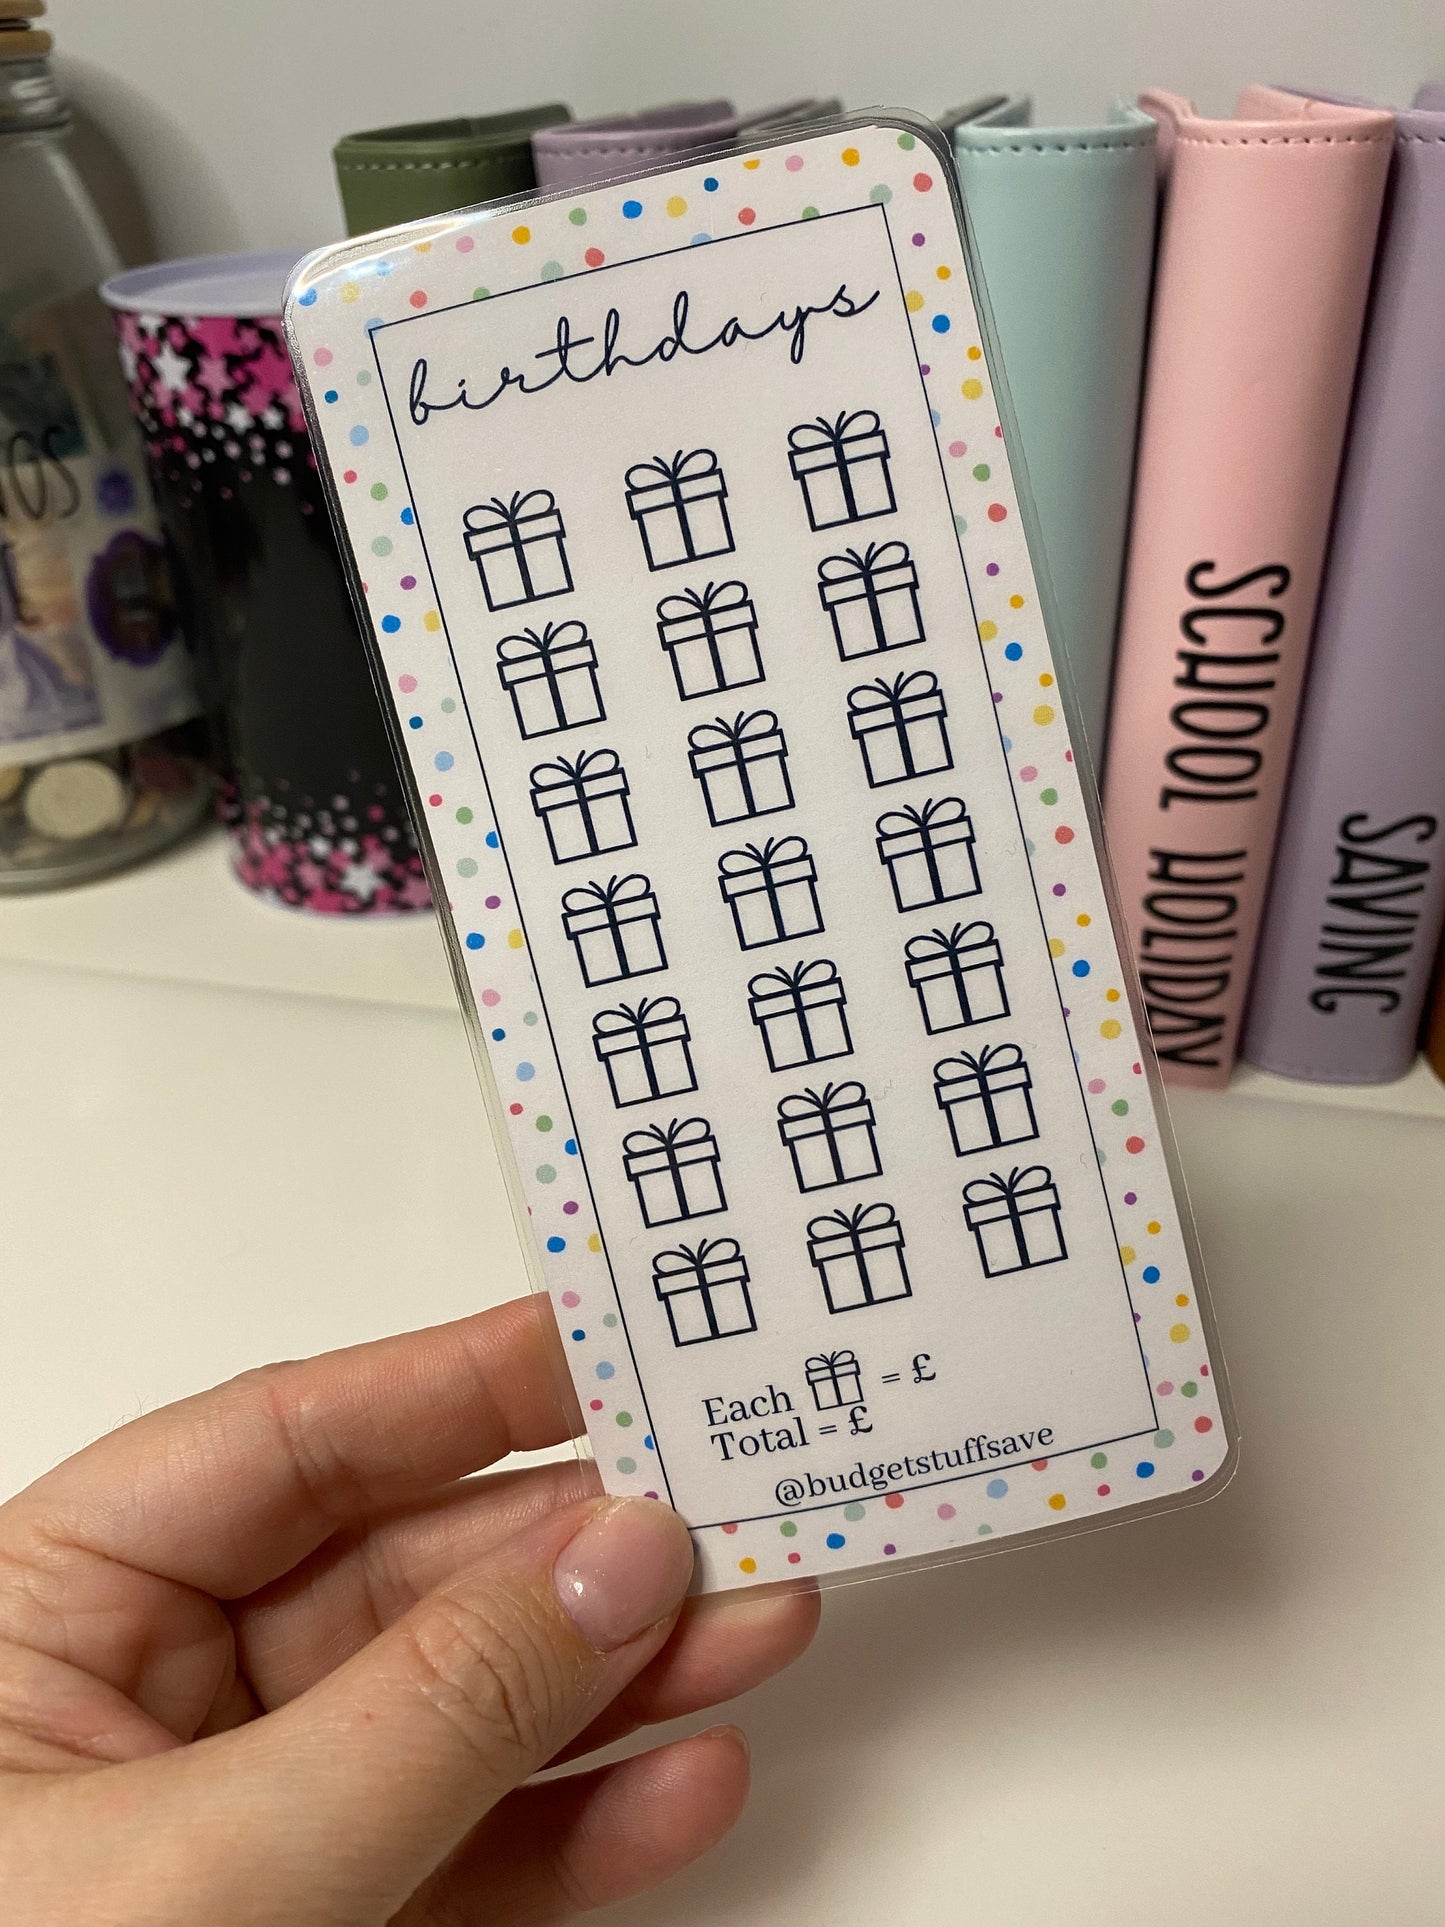 birthdays
Each = £
Total = £
@budgetstuffsave
SCHOOL HOLIDAY
SAVING